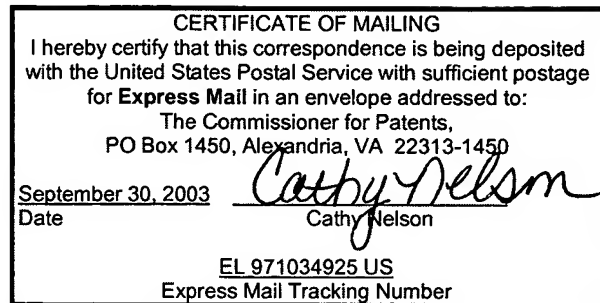 CERTIFICATE OF MAILING
I hereby certify that this correspondence is being deposited
with the United States Postal Service with sufficient postage
for Express Mail in an envelope addressed to:
The Commissioner for Patents,
PO Box 1450, Alexandria, VA 22313-1450
Cathy Nelson
September 30, 2003
Date Cathy Nelson
EL 971034925 US
Express Mail Tracking Number